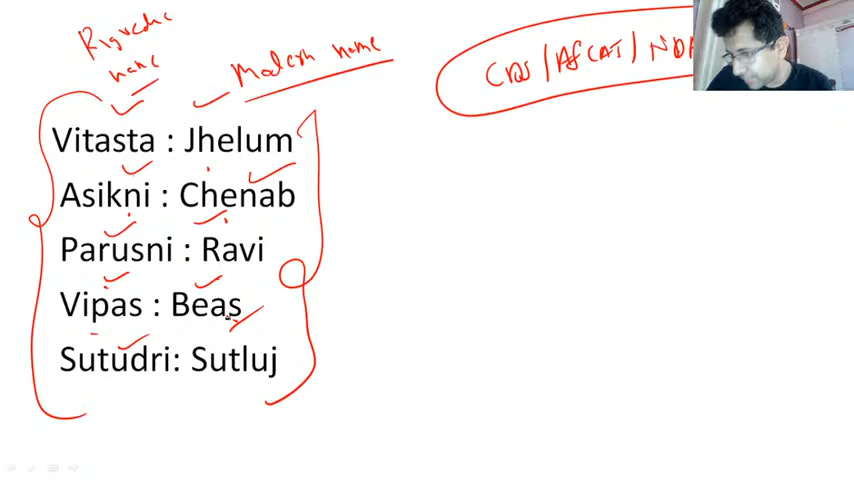 Rigvedic
name
Modern name
CDS/AFCAT/NDA
Vitasta : Jhelum
Asikni : Chenab
Parusni : Ravi
Vipas : Beas
Sutudri: Sutluj